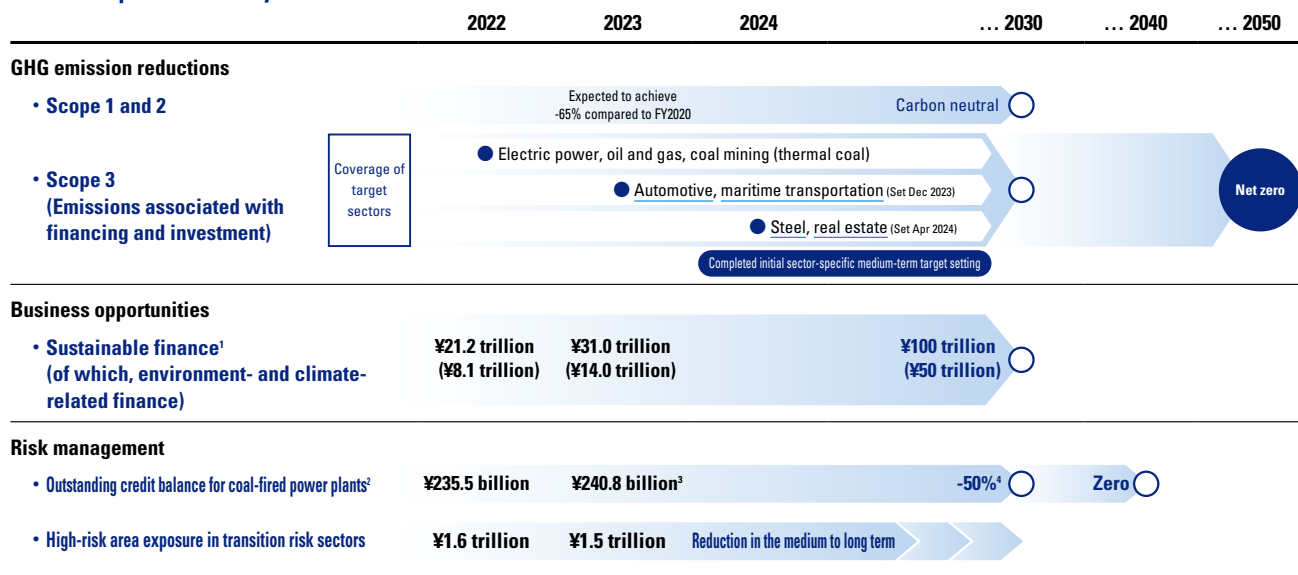 2022 2023 2024 ... 2030 ... 2040 ... 2050
GHG emission reductions
• Scope 1 and 2
Expected to achieve
-65% compared to FY2020
Carbon neutral
• Scope 3
(Emissions associated with
financing and investment)
Coverage of
target
sectors
Electric power, oil and gas, coal mining (thermal coal)
Automotive, maritime transportation (Set Dec 2023)
Steel, real estate (Set Apr 2024)
Completed initial sector-specific medium-term target setting
Net zero
Business opportunities
• Sustainable finance¹
(of which, environment- and climate-
related finance)
¥21.2 trillion ¥31.0 trillion ¥100 trillion
(¥8.1 trillion) (¥14.0 trillion) (¥50 trillion)
Risk management
• Outstanding credit balance for coal-fired power plants² ¥235.5 billion ¥240.8 billion³ -50%⁴ Zero
• High-risk area exposure in transition risk sectors ¥1.6 trillion ¥1.5 trillion Reduction in the medium to long term